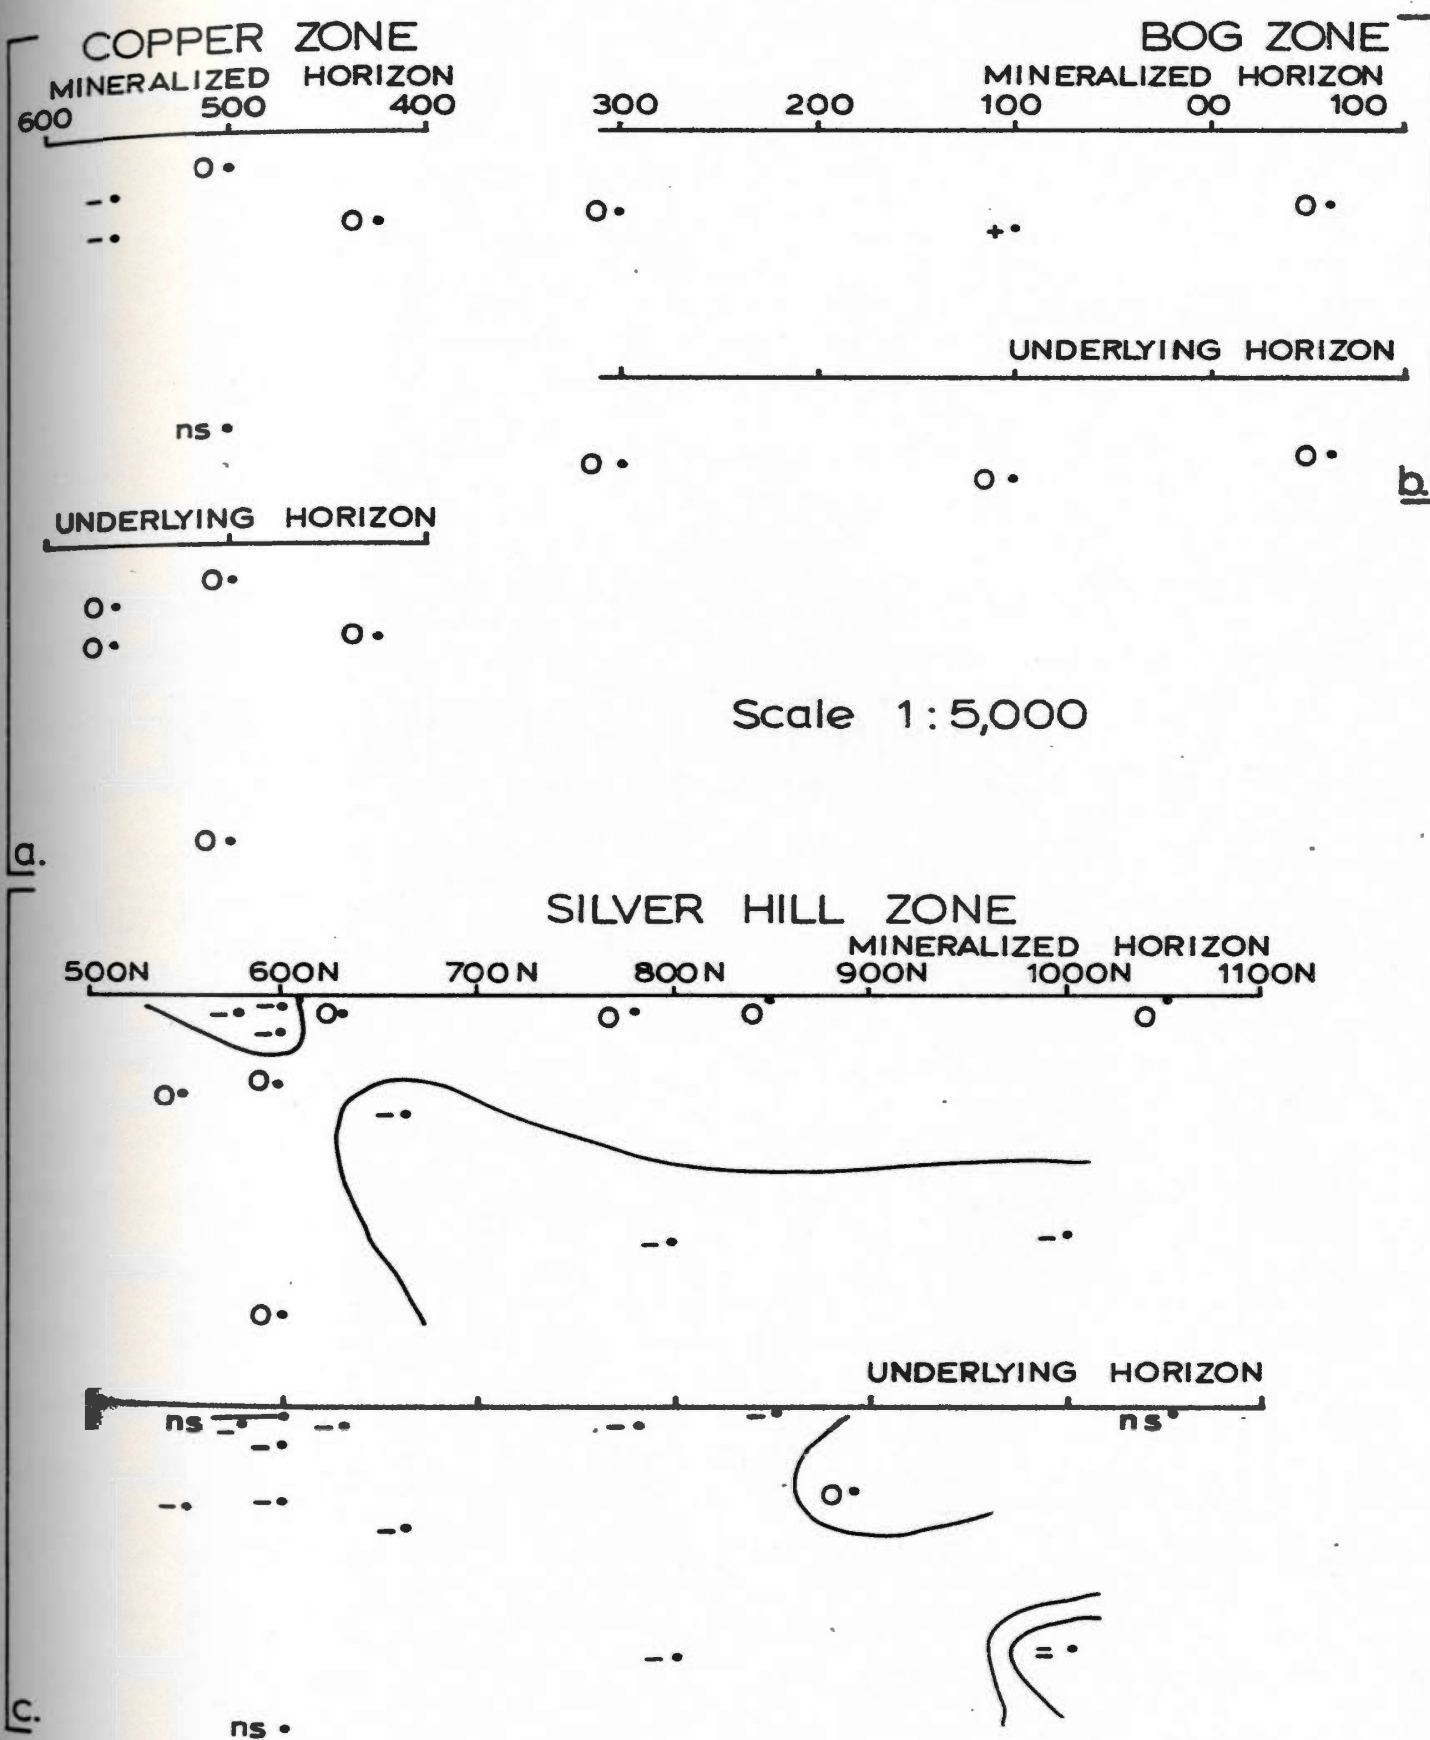 COPPER ZONE
MINERALIZED HORIZON
600 500 400
O
-
-
O
ns
UNDERLYING HORIZON
O
O
O
O
O
a.
BOG ZONE
MINERALIZED HORIZON
300 200 100 00 100
O + O
UNDERLYING HORIZON
O O O
b.
Scale 1:5,000
SILVER HILL ZONE
MINERALIZED HORIZON
500N 600N 700N 800N 900N 1000N 1100N
- - O O O O
-
O O
-
- -
O
UNDERLYING HORIZON
ns - - - - ns
-
- - O
-
- =
ns
c.